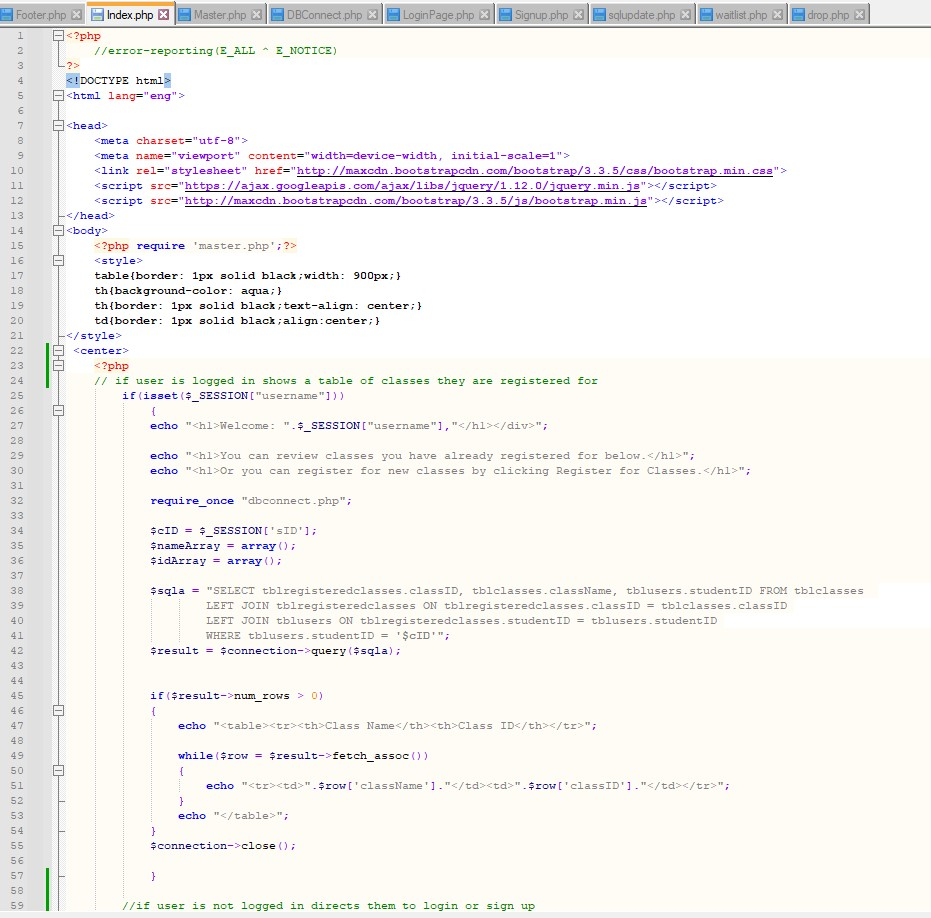 Footer.php Index.php Master.php DBConnect.php LoginPage.php Signup.php sqlupdate.php waitlist.php drop.php
1 <?php
2 //error-reporting(E_ALL ^ E_NOTICE)
3 ?>
4 <!DOCTYPE html>
5 <html lang="eng">
6
7 <head>
8 <meta charset="utf-8">
9 <meta name="viewport" content="width=device-width, initial-scale=1">
10 <link rel="stylesheet" href="http://maxcdn.bootstrapcdn.com/bootstrap/3.3.5/css/bootstrap.min.css">
11 <script src="https://ajax.googleapis.com/ajax/libs/jquery/1.12.0/jquery.min.js"></script>
12 <script src="http://maxcdn.bootstrapcdn.com/bootstrap/3.3.5/js/bootstrap.min.js"></script>
13 </head>
14 <body>
15 <?php require 'master.php';?>
16 <style>
17 table{border: 1px solid black;width: 900px;}
18 th{background-color: aqua;}
19 th{border: 1px solid black;text-align: center;}
20 td{border: 1px solid black;align:center;}
21 </style>
22 <center>
23 <?php
24 // if user is logged in shows a table of classes they are registered for
25 if(isset($_SESSION["username"]))
26 {
27 echo "<h1>Welcome: ".$_SESSION["username"],"</h1></div>";
28
29 echo "<h1>You can review classes you have already registered for below.</h1>";
30 echo "<h1>Or you can register for new classes by clicking Register for Classes.</h1>";
31
32 require_once "dbconnect.php";
33
34 $cID = $_SESSION['sID'];
35 $nameArray = array();
36 $idArray = array();
37
38 $sqla = "SELECT tblregisteredclasses.classID, tblclasses.className, tblusers.studentID FROM tblclasses
39 LEFT JOIN tblregisteredclasses ON tblregisteredclasses.classID = tblclasses.classID
40 LEFT JOIN tblusers ON tblregisteredclasses.studentID = tblusers.studentID
41 WHERE tblusers.studentID = '$cID'";
42 $result = $connection->query($sqla);
43
44
45 if($result->num_rows > 0)
46 {
47 echo "<table><tr><th>Class Name</th><th>Class ID</th></tr>";
48
49 while($row = $result->fetch_assoc())
50 {
51 echo "<tr><td>".$row['className']."</td><td>".$row['classID']."</td></tr>";
52 }
53 echo "</table>";
54 }
55 $connection->close();
56
57 }
58
59 //if user is not logged in directs them to login or sign up